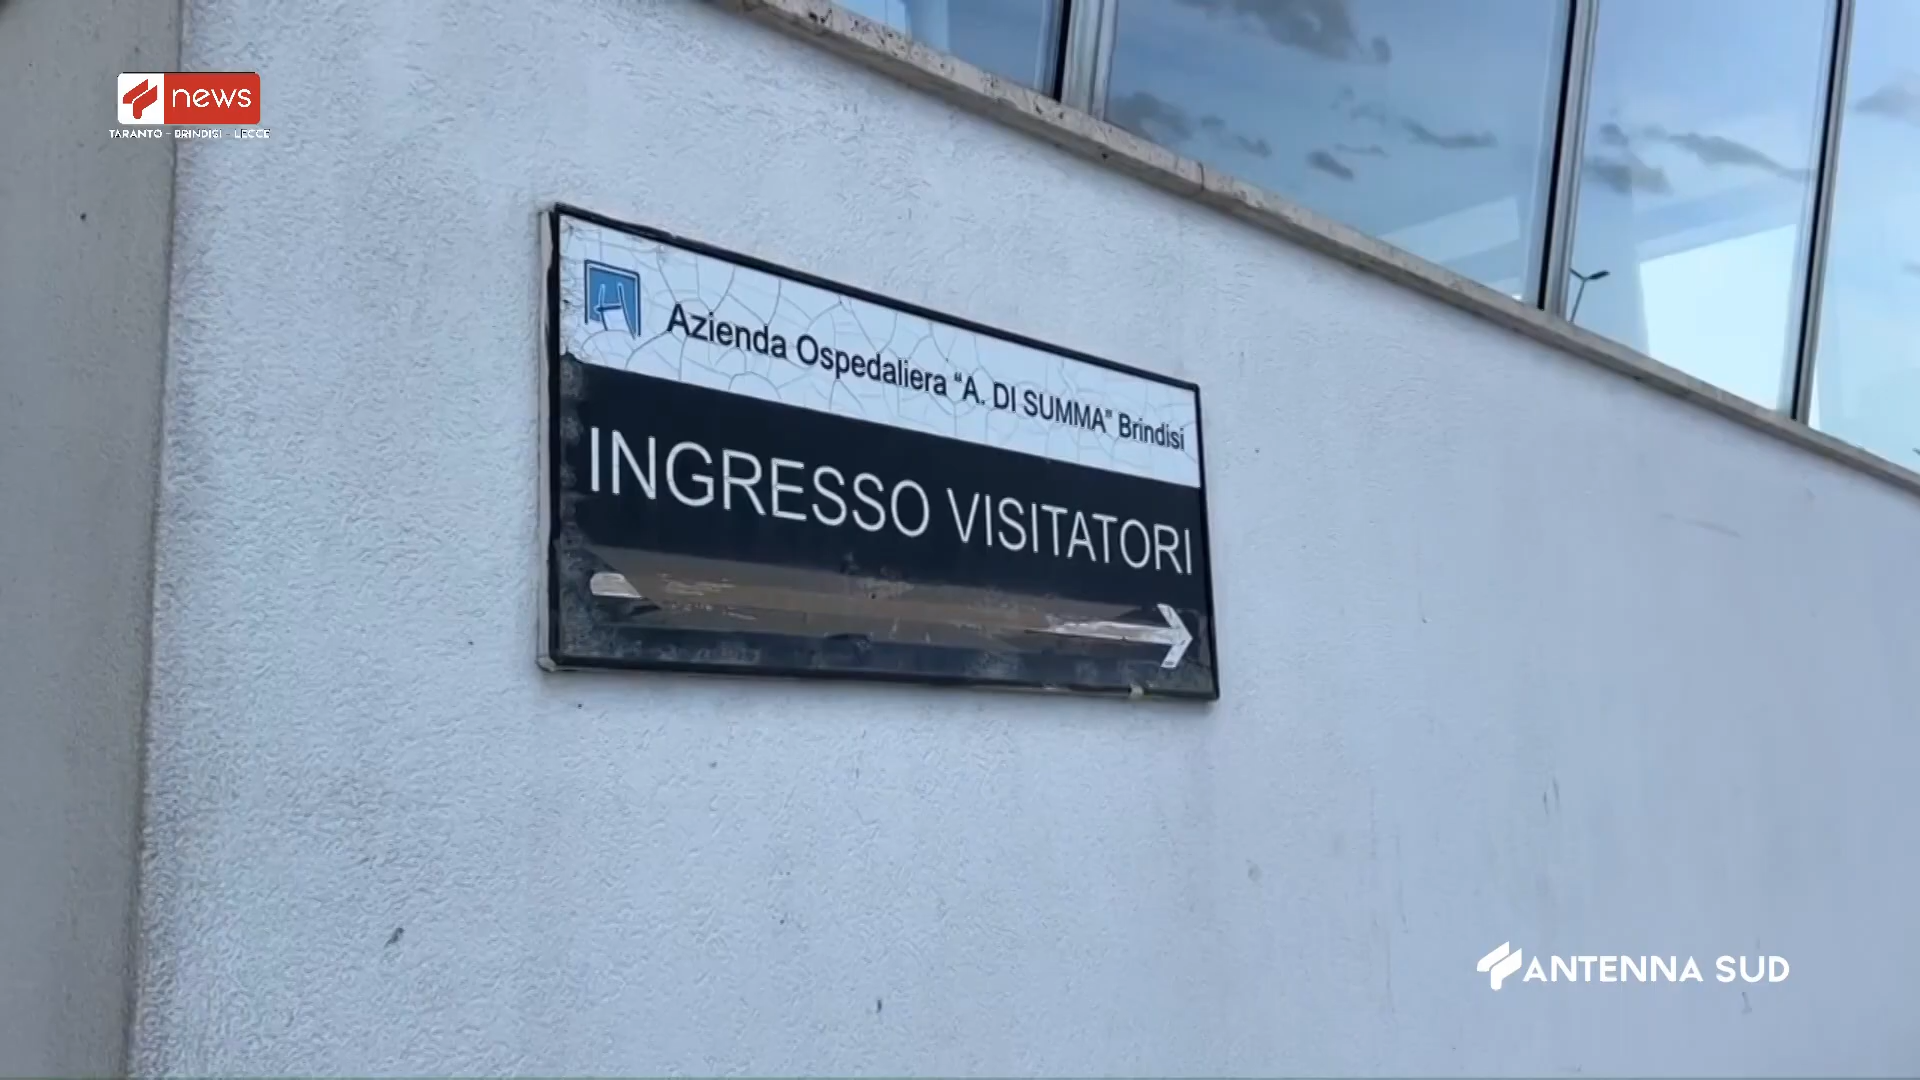 news
TARANTO - BRINDISI - LECCE
Azienda Ospedaliera “A. DI SUMMA” Brindisi
INGRESSO VISITATORI
ANTENNA SUD